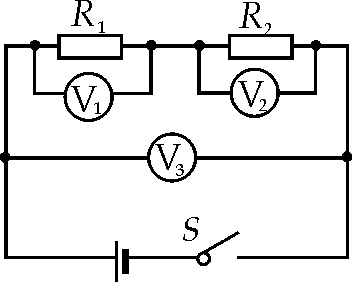 R₁ R₂
V₁ V₂
V₃
S